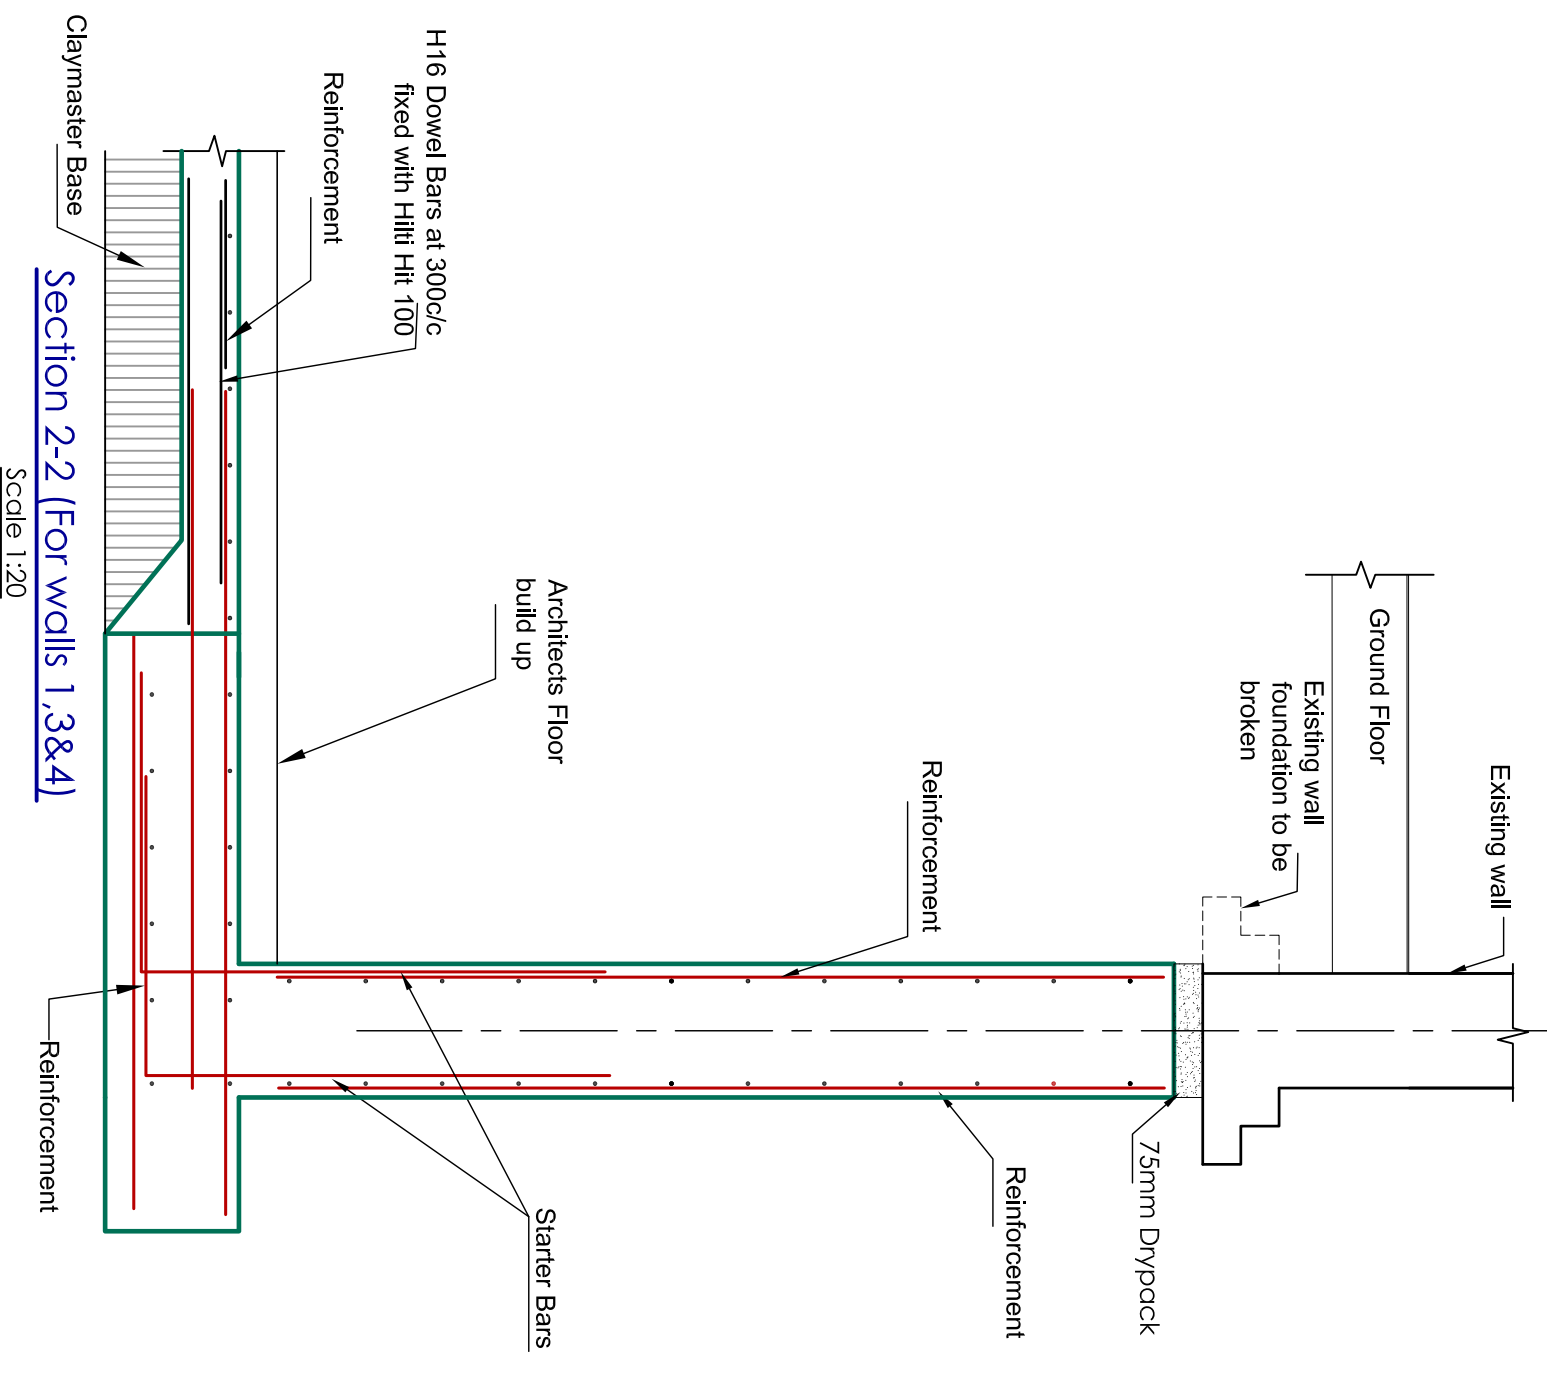 Existing wall
Ground Floor
Existing wall
foundation to be
broken
75mm Drypack
Reinforcement
Reinforcement
Architects Floor
build up
Starter Bars
H16 Dowel Bars at 300c/c
fixed with Hilti Hit 100
Reinforcement
Claymaster Base
Reinforcement
Section 2-2 (For walls 1,3&4)
Scale 1:20